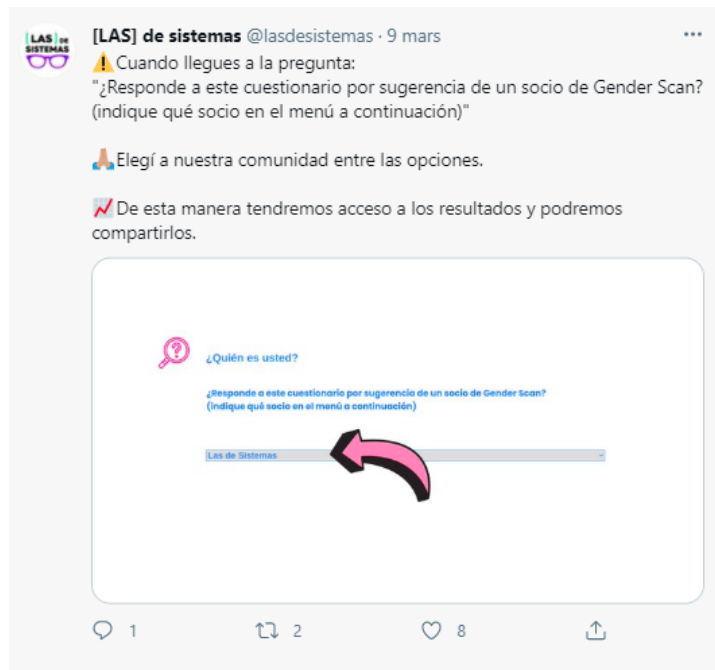 [LAS] DE
SISTEMAS
[LAS] de sistemas @lasdesistemas · 9 mars
⚠️Cuando llegues a la pregunta:
"¿Responde a este cuestionario por sugerencia de un socio de Gender Scan?
(indique qué socio en el menú a continuación)"
🙏🏼Elegí a nuestra comunidad entre las opciones.
📈De esta manera tendremos acceso a los resultados y podremos
compartirlos.
¿Quién es usted?
¿Responde a este cuestionario por sugerencia de un socio de Gender Scan?
(indique qué socio en el menú a continuación)
Las de Sistemas
1 2 8